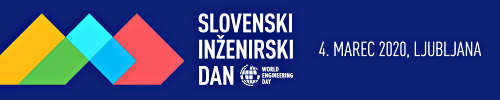 SLOVENSKI
INŽENIRSKI
DAN
WORLD
ENGINEERING
DAY
4. MAREC 2020, LJUBLJANA